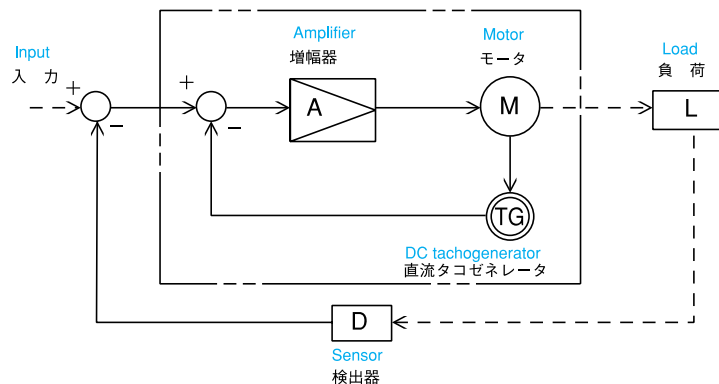 Input
入 力
+
−
+
−
Amplifier
増幅器
A
Motor
モータ
M
Load
負 荷
L
TG
DC tachogenerator
直流タコゼネレータ
D
Sensor
検出器